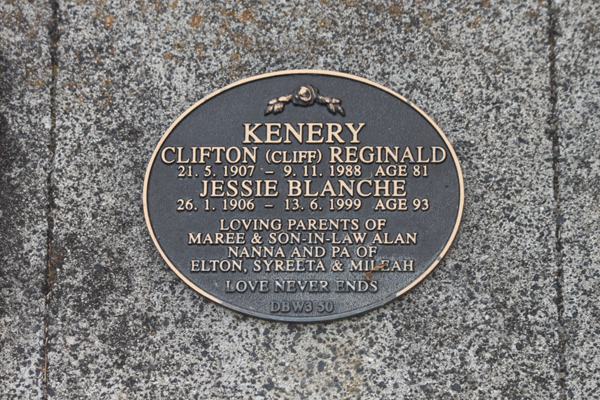 KENERY
CLIFTON (CLIFF) REGINALD
21. 5. 1907 – 9. 11. 1988 AGE 81
JESSIE BLANCHE
26. 1. 1906 – 13. 6. 1999 AGE 93
LOVING PARENTS OF
MAREE & SON-IN-LAW ALAN
NANNA AND PA OF
ELTON, SYREETA & MILEAH
LOVE NEVER ENDS
DBW3 50